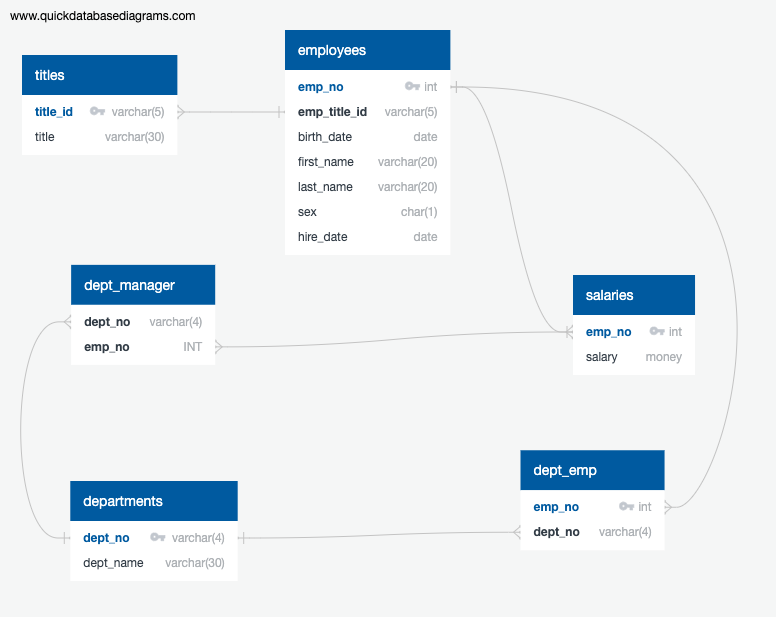 www.quickdatabasediagrams.com
titles
title_id varchar(5)
title varchar(30)
employees
emp_no int
emp_title_id varchar(5)
birth_date date
first_name varchar(20)
last_name varchar(20)
sex char(1)
hire_date date
dept_manager
dept_no varchar(4)
emp_no INT
salaries
emp_no int
salary money
departments
dept_no varchar(4)
dept_name varchar(30)
dept_emp
emp_no int
dept_no varchar(4)